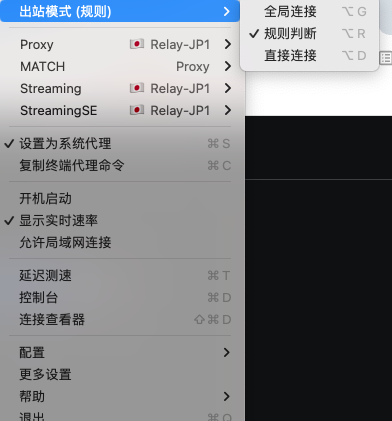 出站模式 (规则)
全局连接 ⌥ G
规则判断 ⌥ R
直接连接 ⌥ D
Proxy Relay-JP1
MATCH Proxy
Streaming Relay-JP1
StreamingSE Relay-JP1
设置为系统代理 ⌘ S
复制终端代理命令 ⌘ C
开机启动
显示实时速率
允许局域网连接
延迟测速 ⌘ T
控制台 ⌘ D
连接查看器 ⇧⌘ D
配置
更多设置
帮助
退出 ⌘ Q